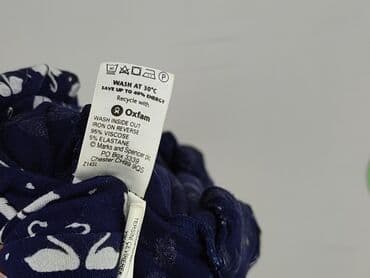 WASH AT 30°C
SAVE UP TO 40% ENERGY
Recycle with
Oxfam
WASH INSIDE OUT
IRON ON REVERSE
95% VISCOSE
5% ELASTANE
© Marks and Spencer plc
PO Box 3339
Chester CH99 9QS